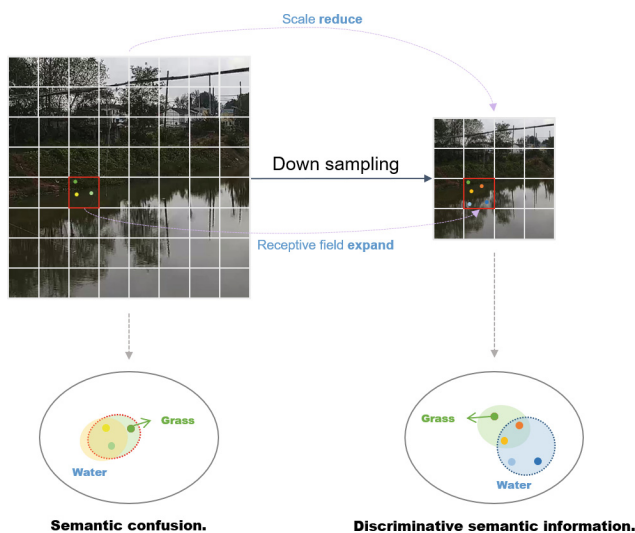 Scale reduce
Down sampling
Receptive field expand
Grass
Water
Grass
Water
Semantic confusion.
Discriminative semantic information.